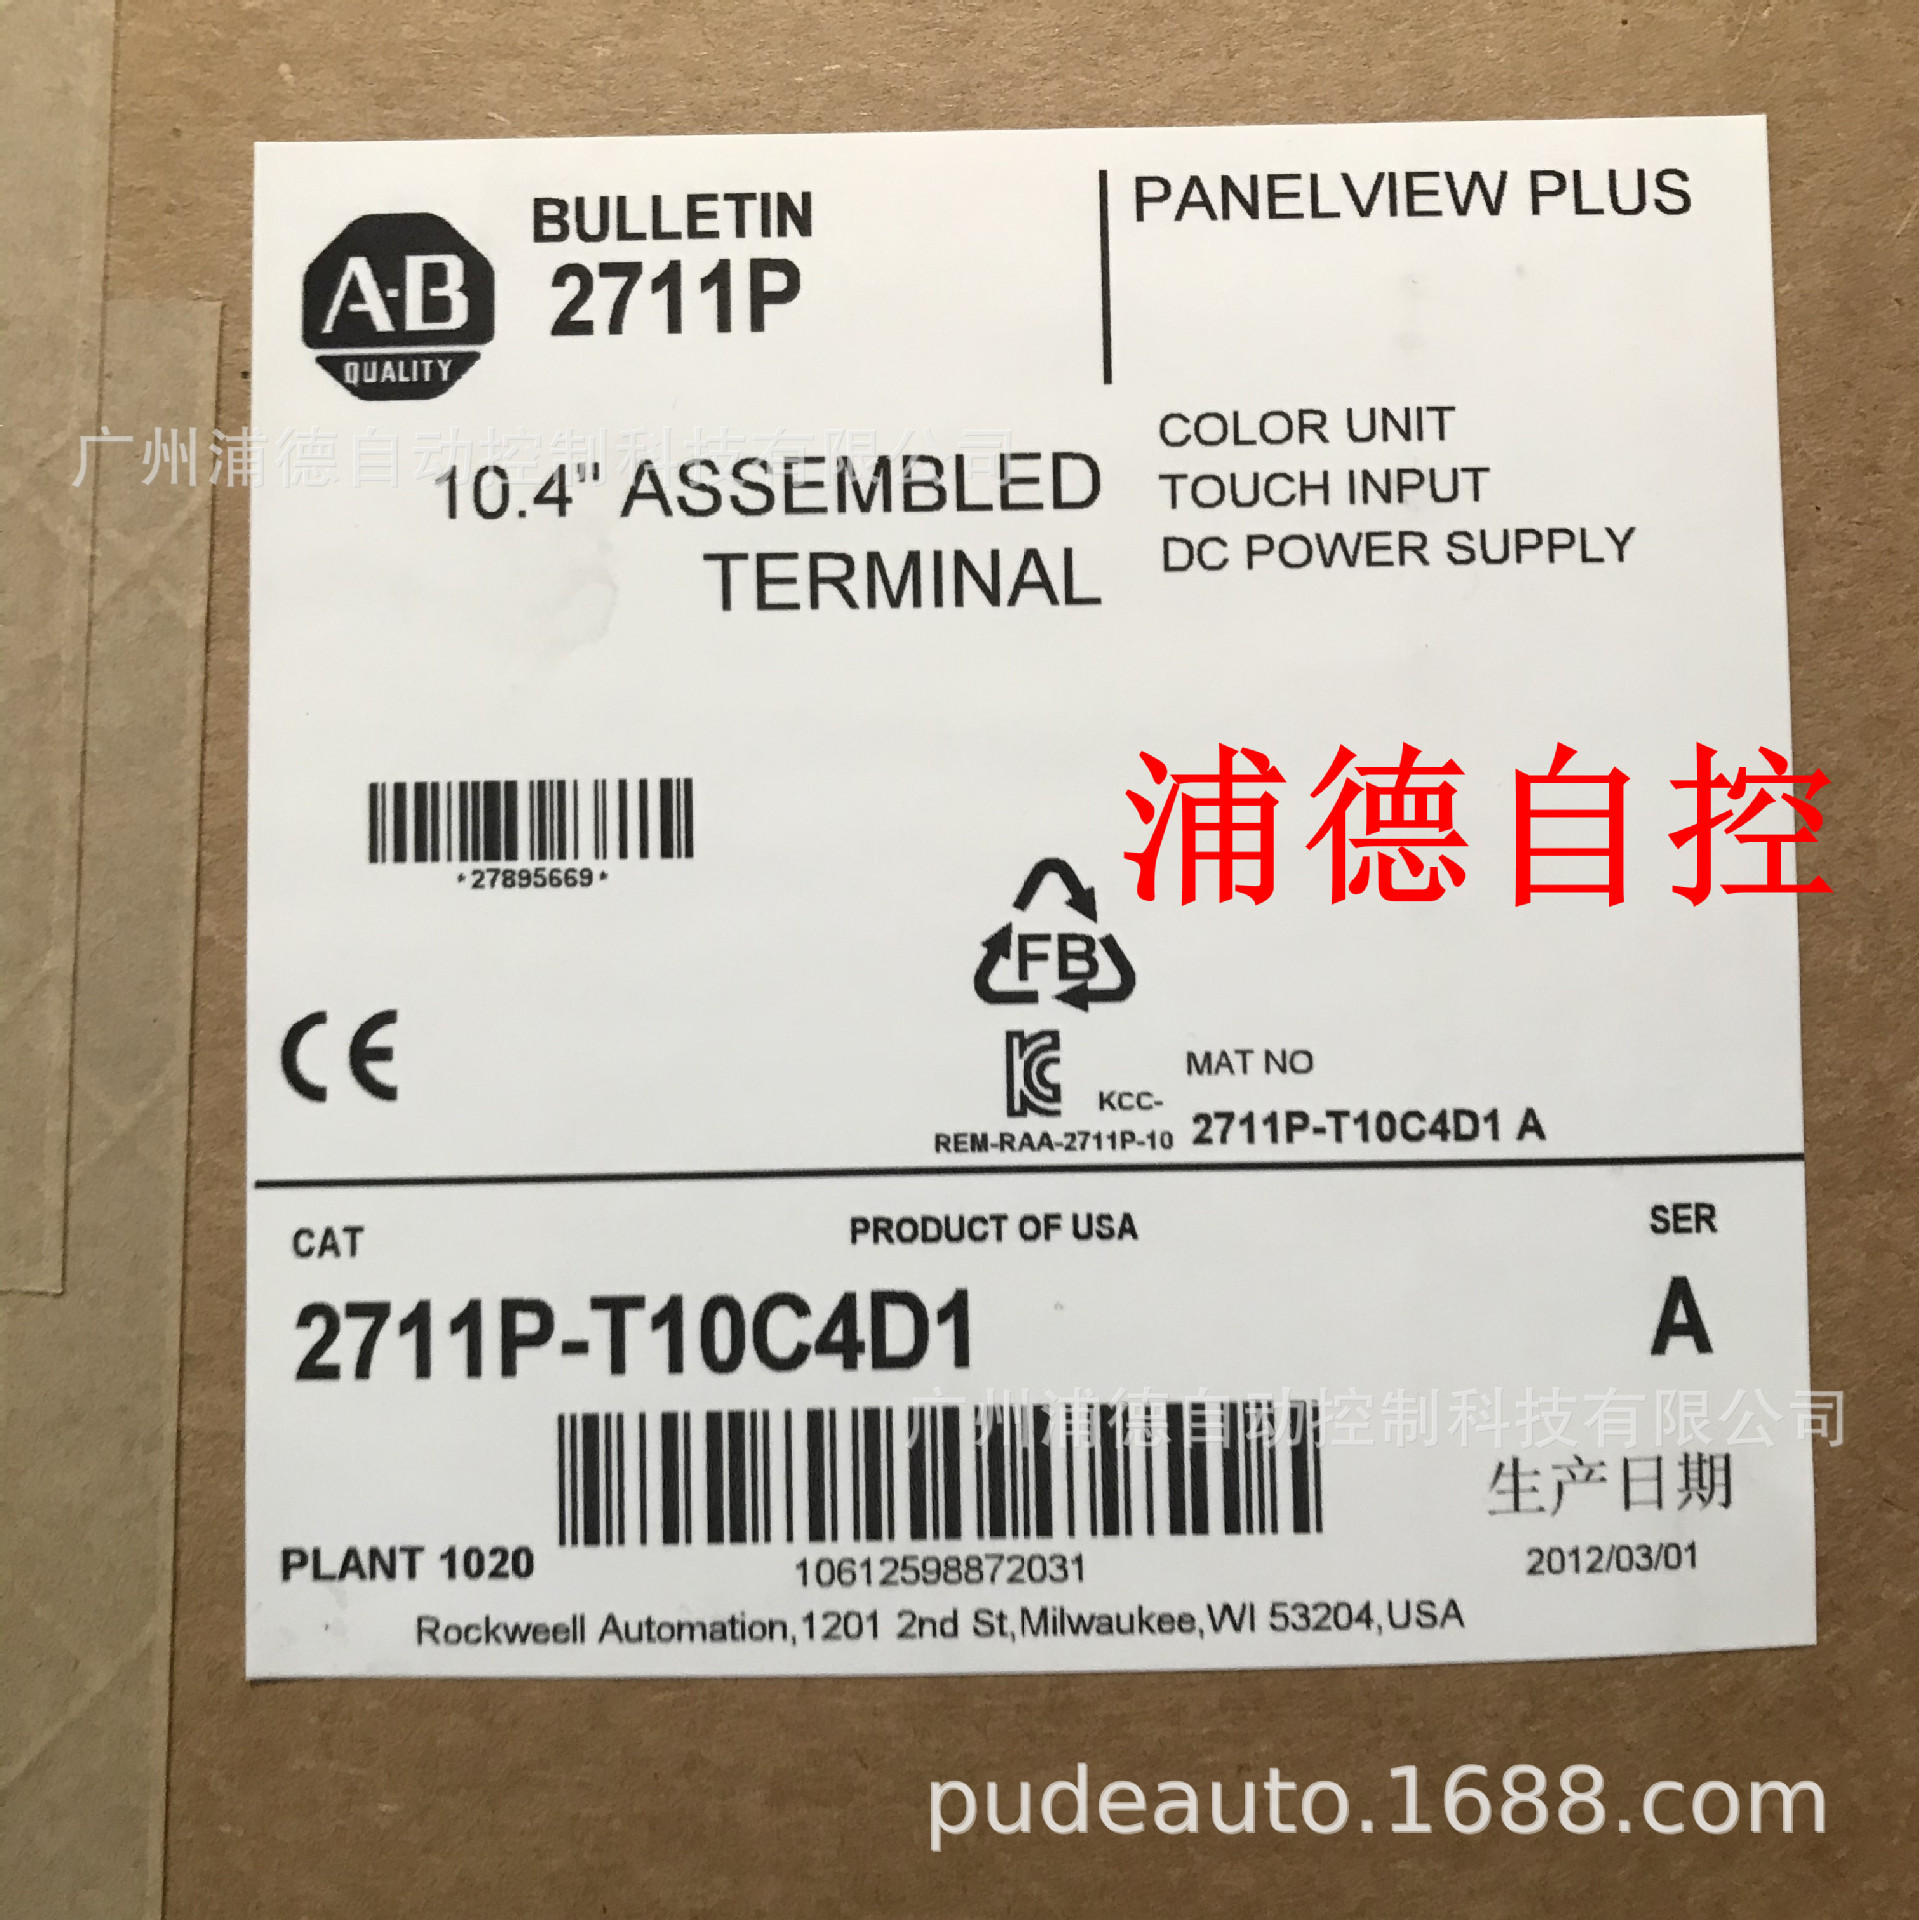 BULLETIN
2711P
PANELVIEW PLUS
A-B
QUALITY
广州浦德自动控制科技有限公司
10.4" ASSEMBLED
TERMINAL
COLOR UNIT
TOUCH INPUT
DC POWER SUPPLY
浦德自控
*27895669*
FB
CE
KCC-
REM-RAA-2711P-10
MAT NO
2711P-T10C4D1 A
CAT
PRODUCT OF USA
SER
2711P-T10C4D1
A
广州浦德自动控制科技有限公司
生产日期
PLANT 1020
10612598872031
2012/03/01
Rockweell Automation,1201 2nd St,Milwaukee,WI 53204,USA
pudeauto.1688.com